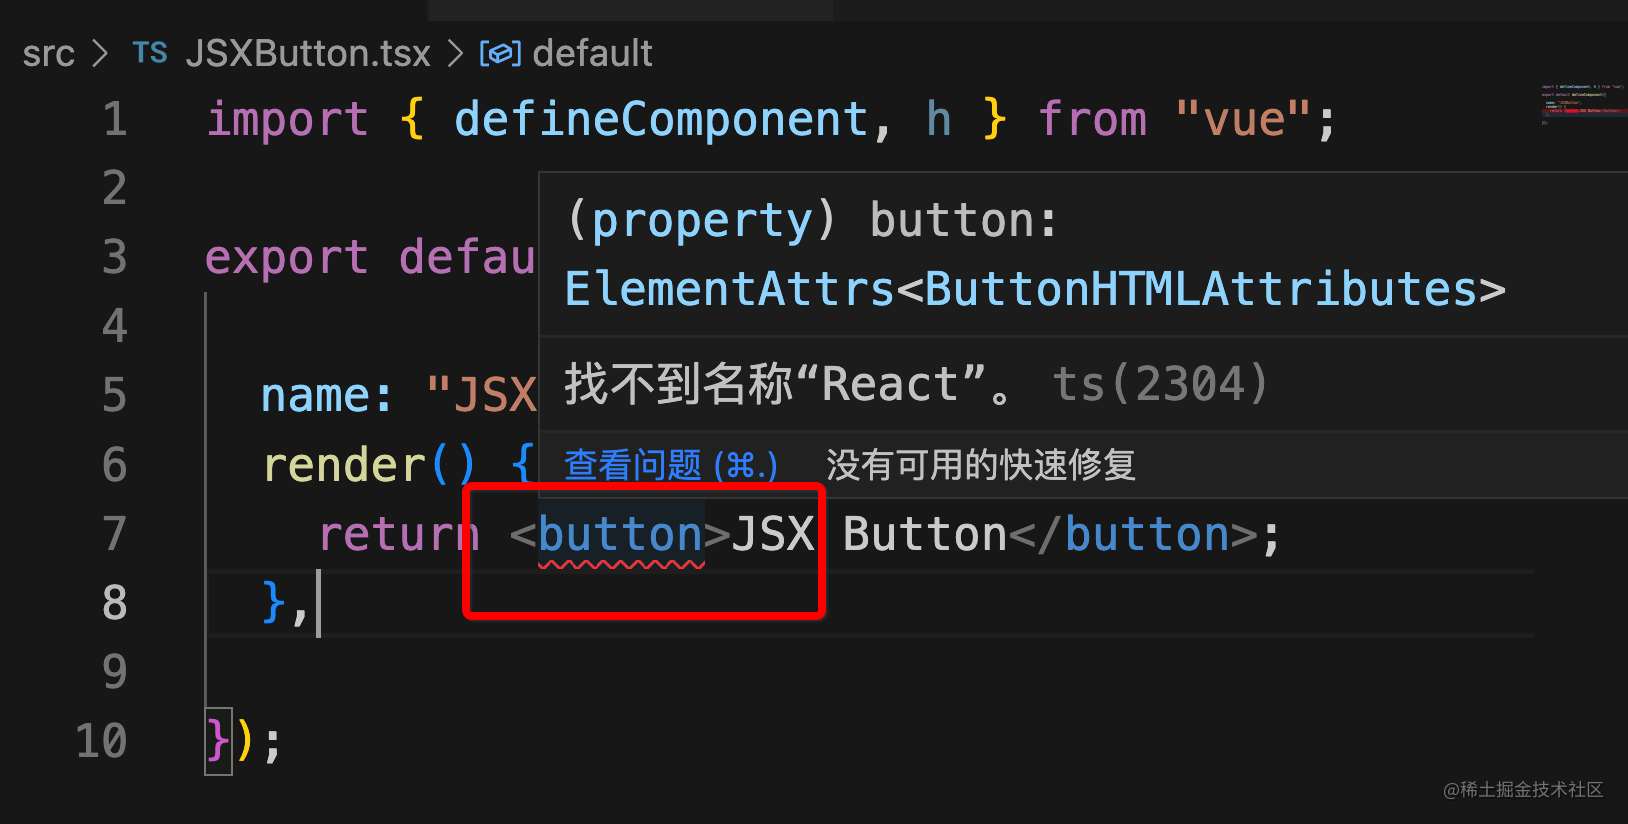 src > TS JSXButton.tsx > default
1 import { defineComponent, h } from "vue";
2
3 export defau
4
5 name: "JSX
6 render() {
7 return <button>JSX Button</button>;
8 },
9
10 });
(property) button:
ElementAttrs<ButtonHTMLAttributes>
找不到名称“React”。 ts(2304)
查看问题 (⌘.) 没有可用的快速修复
@稀土掘金技术社区